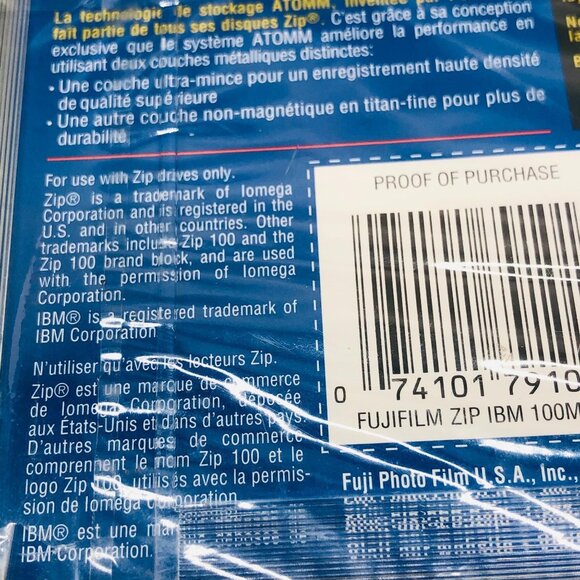 La technologie de stockage ATOMM,
fait partie de tous ses disques Zip®. C'est grâce à sa conception
exclusive que le système ATOMM améliore la performance en
utilisant deux couches métalliques distinctes:
• Une couche ultra-mince pour un enregistrement haute densité
de qualité supérieure
• Une autre couche non-magnétique en titan-fine pour plus de
durabilité
For use with Zip drives only.
Zip® is a trademark of Iomega
Corporation and is registered in the
U.S. and in other countries. Other
trademarks include Zip 100 and the
Zip 100 brand block, and are used
with the permission of Iomega
Corporation.
IBM® is a registered trademark of
IBM Corporation
N'utiliser qu'avec les lecteurs Zip.
Zip® est une marque de commerce
de Iomega Corporation, déposée
aux États-Unis et dans d'autres pays.
D'autres marques de commerce
comprennent le nom Zip 100 et le
logo Zip 100, utilisés avec la permis-
sion de Iomega Corporation.
IBM® est une mar
IBM Corporation.
PROOF OF PURCHASE
0 74101 7910
FUJIFILM ZIP IBM 100M
Fuji Photo Film U.S.A., Inc.,